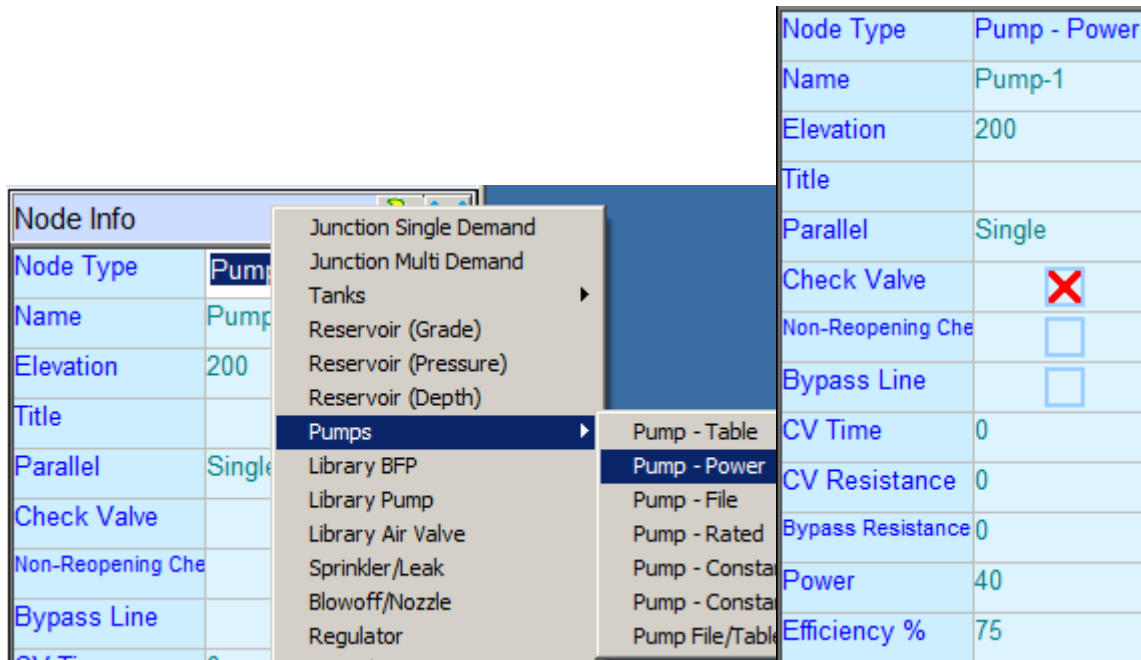 Node Info
Node Type Pump
Name Pump
Elevation 200
Title
Parallel Single
Check Valve
Non-Reopening Che
Bypass Line
Junction Single Demand
Junction Multi Demand
Tanks
Reservoir (Grade)
Reservoir (Pressure)
Reservoir (Depth)
Pumps
Library BFP
Library Pump
Library Air Valve
Sprinkler/Leak
Blowoff/Nozzle
Regulator
Pump - Table
Pump - Power
Pump - File
Pump - Rated
Pump - Consta
Pump - Consta
Pump File/Table
Node Type Pump - Power
Name Pump-1
Elevation 200
Title
Parallel Single
Check Valve
Non-Reopening Che
Bypass Line
CV Time 0
CV Resistance 0
Bypass Resistance 0
Power 40
Efficiency % 75